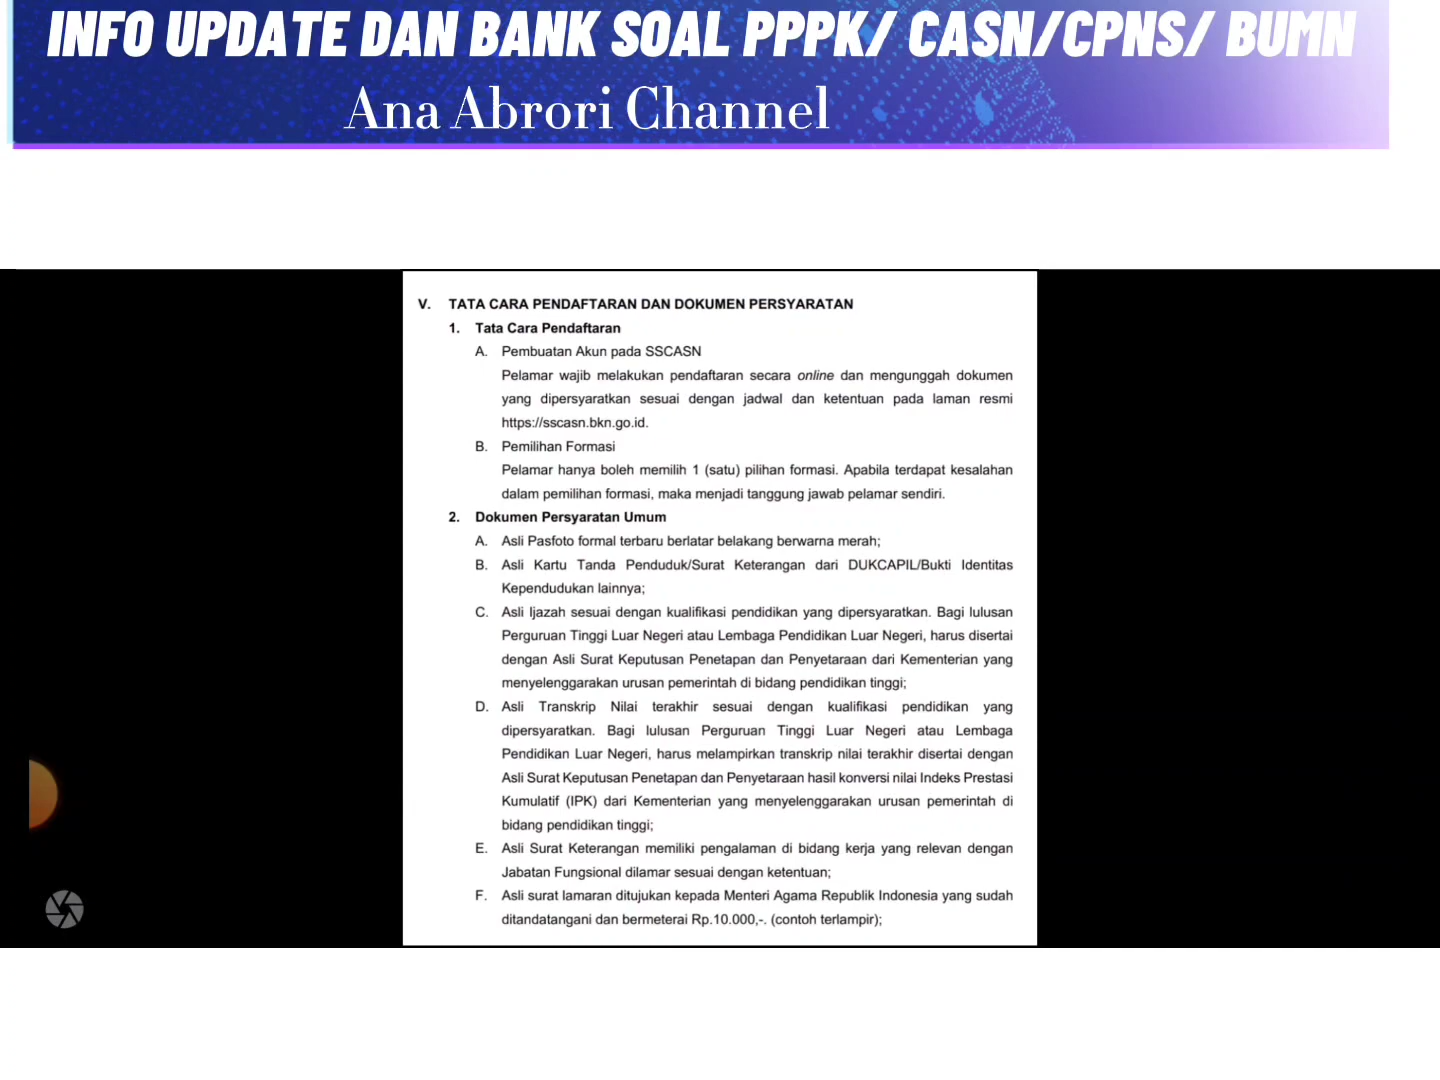 INFO UPDATE DAN BANK SOAL PPPK/ CASN/CPNS/ BUMN
Ana Abrori Channel
V. TATA CARA PENDAFTARAN DAN DOKUMEN PERSYARATAN
1. Tata Cara Pendaftaran
A. Pembuatan Akun pada SSCASN
Pelamar wajib melakukan pendaftaran secara online dan mengunggah dokumen
yang dipersyaratkan sesuai dengan jadwal dan ketentuan pada laman resmi
https://sscasn.bkn.go.id.
B. Pemilihan Formasi
Pelamar hanya boleh memilih 1 (satu) pilihan formasi. Apabila terdapat kesalahan
dalam pemilihan formasi, maka menjadi tanggung jawab pelamar sendiri.
2. Dokumen Persyaratan Umum
A. Asli Pasfoto formal terbaru berlatar belakang berwarna merah;
B. Asli Kartu Tanda Penduduk/Surat Keterangan dari DUKCAPIL/Bukti Identitas
Kependudukan lainnya;
C. Asli Ijazah sesuai dengan kualifikasi pendidikan yang dipersyaratkan. Bagi lulusan
Perguruan Tinggi Luar Negeri atau Lembaga Pendidikan Luar Negeri, harus disertai
dengan Asli Surat Keputusan Penetapan dan Penyetaraan dari Kementerian yang
menyelenggarakan urusan pemerintah di bidang pendidikan tinggi;
D. Asli Transkrip Nilai terakhir sesuai dengan kualifikasi pendidikan yang
dipersyaratkan. Bagi lulusan Perguruan Tinggi Luar Negeri atau Lembaga
Pendidikan Luar Negeri, harus melampirkan transkrip nilai terakhir disertai dengan
Asli Surat Keputusan Penetapan dan Penyetaraan hasil konversi nilai Indeks Prestasi
Kumulatif (IPK) dari Kementerian yang menyelenggarakan urusan pemerintah di
bidang pendidikan tinggi;
E. Asli Surat Keterangan memiliki pengalaman di bidang kerja yang relevan dengan
Jabatan Fungsional dilamar sesuai dengan ketentuan;
F. Asli surat lamaran ditujukan kepada Menteri Agama Republik Indonesia yang sudah
ditandatangani dan bermeterai Rp.10.000,-. (contoh terlampir);